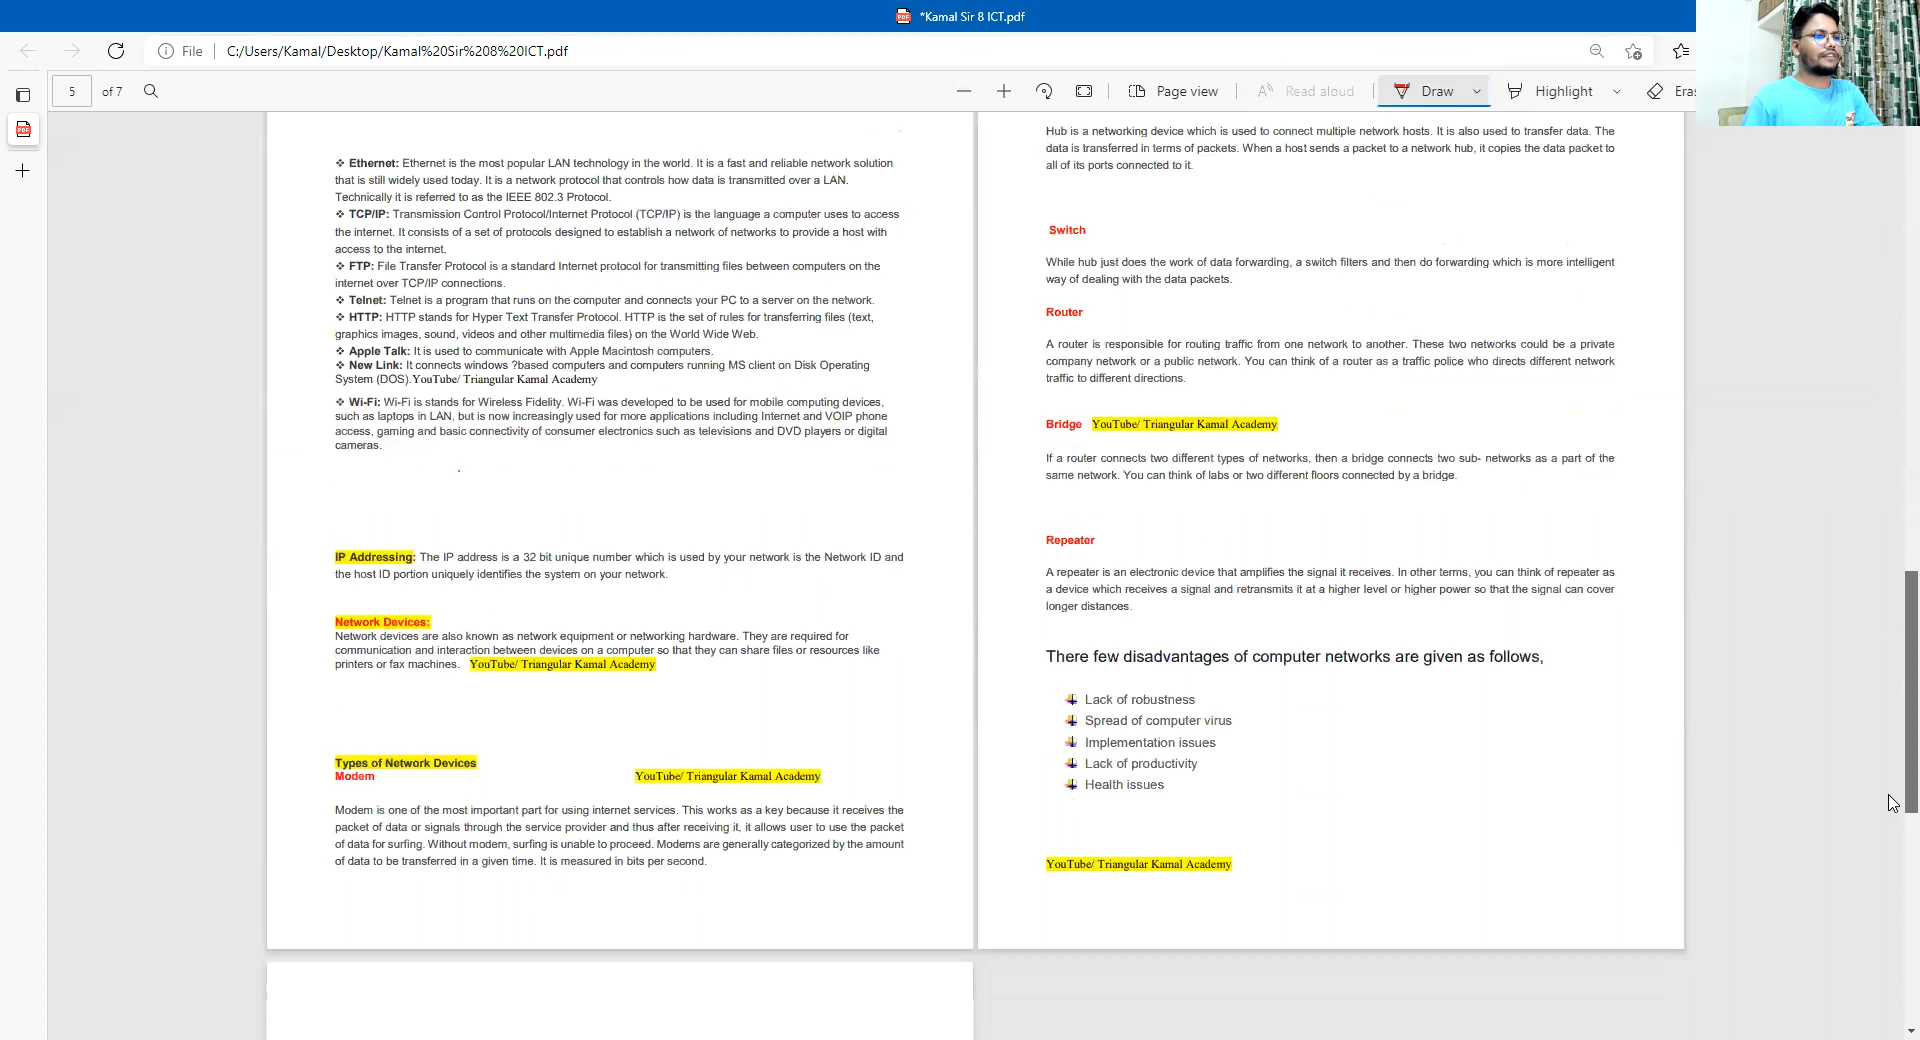 *Kamal Sir 8 ICT.pdf
File
C:/Users/Kamal/Desktop/Kamal%20Sir%208%20ICT.pdf
5 of 7
Page view
Read aloud
Draw
Highlight
Eras
❖ Ethernet: Ethernet is the most popular LAN technology in the world. It is a fast and reliable network solution
that is still widely used today. It is a network protocol that controls how data is transmitted over a LAN.
Technically it is referred to as the IEEE 802.3 Protocol.
❖ TCP/IP: Transmission Control Protocol/Internet Protocol (TCP/IP) is the language a computer uses to access
the internet. It consists of a set of protocols designed to establish a network of networks to provide a host with
access to the internet.
❖ FTP: File Transfer Protocol is a standard Internet protocol for transmitting files between computers on the
internet over TCP/IP connections.
❖ Telnet: Telnet is a program that runs on the computer and connects your PC to a server on the network.
❖ HTTP: HTTP stands for Hyper Text Transfer Protocol. HTTP is the set of rules for transferring files (text,
graphics images, sound, videos and other multimedia files) on the World Wide Web.
❖ Apple Talk: It is used to communicate with Apple Macintosh computers.
❖ New Link: It connects windows ?based computers and computers running MS client on Disk Operating
System (DOS).YouTube/ Triangular Kamal Academy
❖ Wi-Fi: Wi-Fi is stands for Wireless Fidelity. Wi-Fi was developed to be used for mobile computing devices,
such as laptops in LAN, but is now increasingly used for more applications including Internet and VOIP phone
access, gaming and basic connectivity of consumer electronics such as televisions and DVD players or digital
cameras.
IP Addressing: The IP address is a 32 bit unique number which is used by your network is the Network ID and
the host ID portion uniquely identifies the system on your network.
Network Devices:
Network devices are also known as network equipment or networking hardware. They are required for
communication and interaction between devices on a computer so that they can share files or resources like
printers or fax machines. YouTube/ Triangular Kamal Academy
Types of Network Devices
Modem YouTube/ Triangular Kamal Academy
Modem is one of the most important part for using internet services. This works as a key because it receives the
packet of data or signals through the service provider and thus after receiving it, it allows user to use the packet
of data for surfing. Without modem, surfing is unable to proceed. Modems are generally categorized by the amount
of data to be transferred in a given time. It is measured in bits per second.
Hub is a networking device which is used to connect multiple network hosts. It is also used to transfer data. The
data is transferred in terms of packets. When a host sends a packet to a network hub, it copies the data packet to
all of its ports connected to it.
Switch
While hub just does the work of data forwarding, a switch filters and then do forwarding which is more intelligent
way of dealing with the data packets.
Router
A router is responsible for routing traffic from one network to another. These two networks could be a private
company network or a public network. You can think of a router as a traffic police who directs different network
traffic to different directions.
Bridge YouTube/ Triangular Kamal Academy
If a router connects two different types of networks, then a bridge connects two sub- networks as a part of the
same network. You can think of labs or two different floors connected by a bridge.
Repeater
A repeater is an electronic device that amplifies the signal it receives. In other terms, you can think of repeater as
a device which receives a signal and retransmits it at a higher level or higher power so that the signal can cover
longer distances.
There few disadvantages of computer networks are given as follows,
Lack of robustness
Spread of computer virus
Implementation issues
Lack of productivity
Health issues
YouTube/ Triangular Kamal Academy